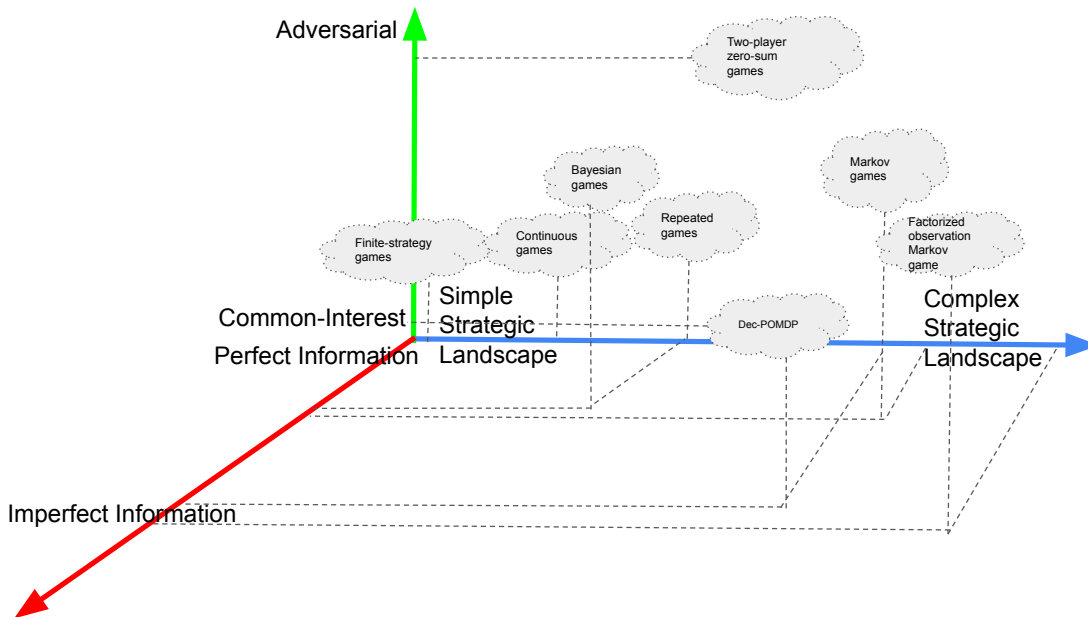 Adversarial
Two-player
zero-sum
games
Bayesian
games
Markov
games
Finite-strategy
games
Continuous
games
Repeated
games
Factorized
observation
Markov
game
Common-Interest
Perfect Information
Simple
Strategic
Landscape
Dec-POMDP
Complex
Strategic
Landscape
Imperfect Information